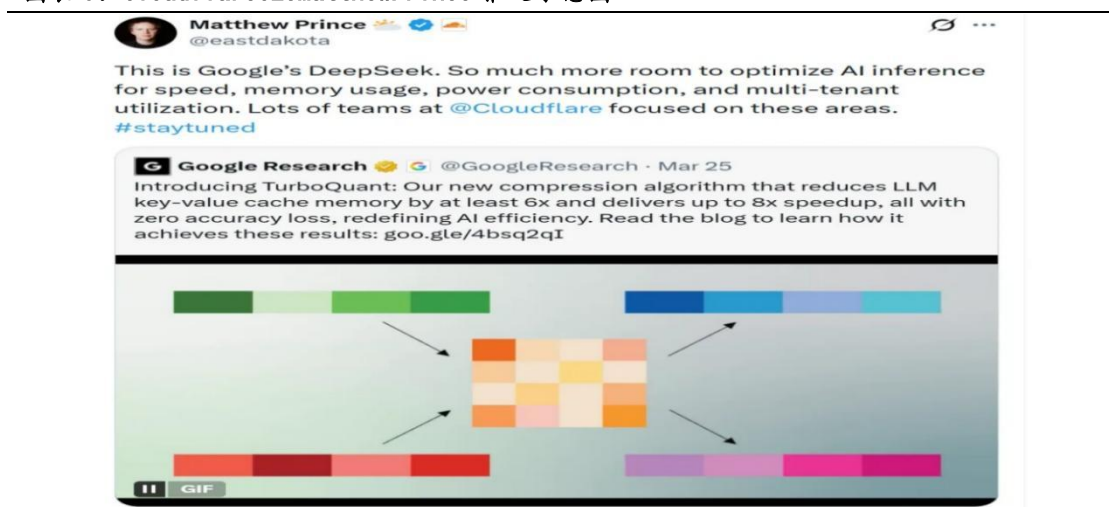 Matthew Prince
@eastdakota
This is Google's DeepSeek. So much more room to optimize AI inference
for speed, memory usage, power consumption, and multi-tenant
utilization. Lots of teams at @Cloudflare focused on these areas.
#staytuned
G Google Research G @GoogleResearch · Mar 25
Introducing TurboQuant: Our new compression algorithm that reduces LLM
key-value cache memory by at least 6x and delivers up to 8x speedup, all with
zero accuracy loss, redefining AI efficiency. Read the blog to learn how it
achieves these results: goo.gle/4bsq2qI
GIF